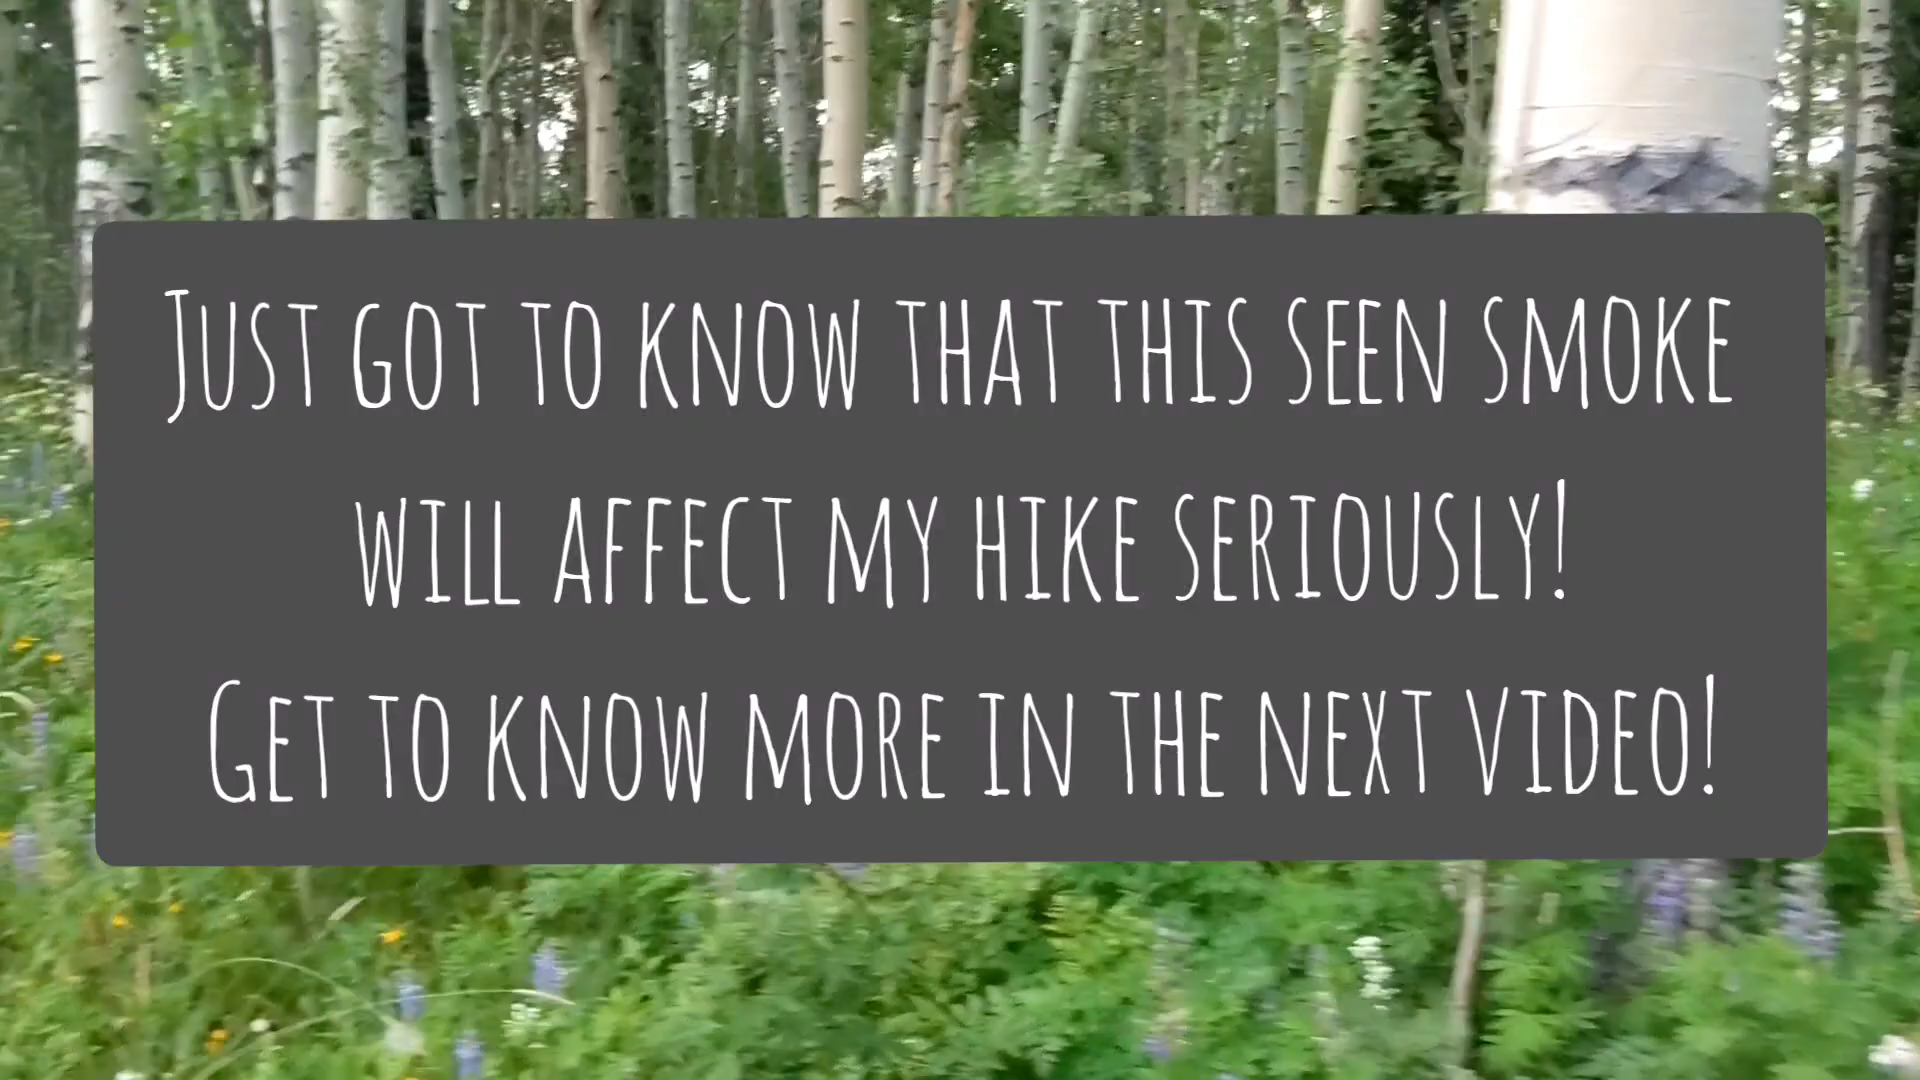 Just got to know that this seen smoke
will affect my hike seriously!
Get to know more in the next video!